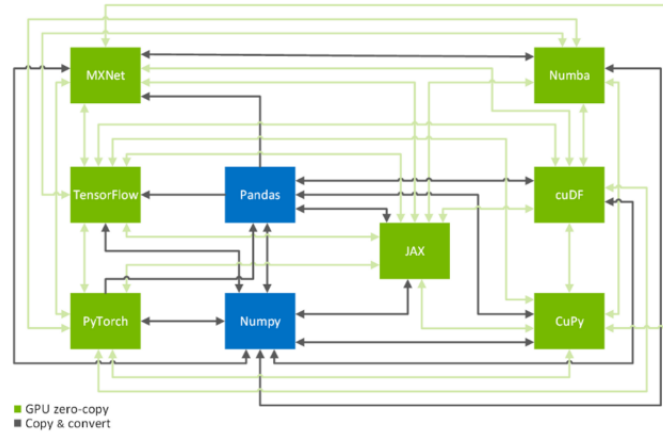 MXNet
Numba
TensorFlow
Pandas
cuDF
JAX
PyTorch
Numpy
CuPy
GPU zero-copy
Copy & convert